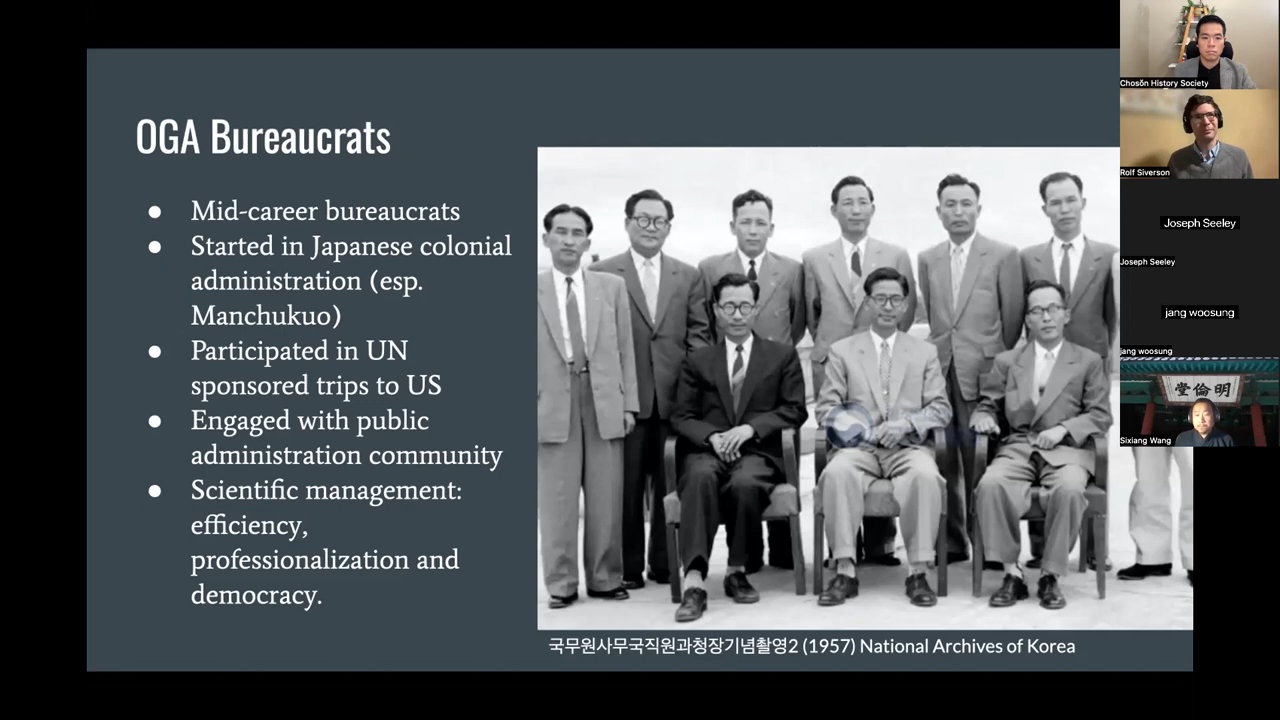 OGA Bureaucrats
● Mid-career bureaucrats
● Started in Japanese colonial
administration (esp.
Manchukuo)
● Participated in UN
sponsored trips to US
● Engaged with public
administration community
● Scientific management:
efficiency,
professionalization and
democracy.
국무원사무국직원과청장기념촬영2 (1957) National Archives of Korea
Chosŏn History Society
Rolf Siverson
Joseph Seeley
Joseph Seeley
jang woosung
jang woosung
堂倫明
Sixiang Wang